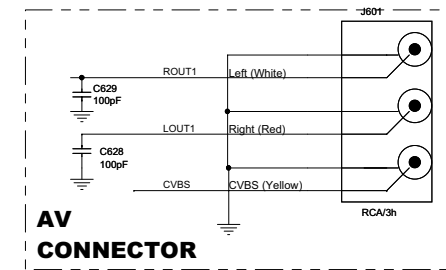 J601
ROUT1 Left (White)
C629
100pF
LOUT1 Right (Red)
C628
100pF
CVBS CVBS (Yellow)
RCA/3h
AV
CONNECTOR